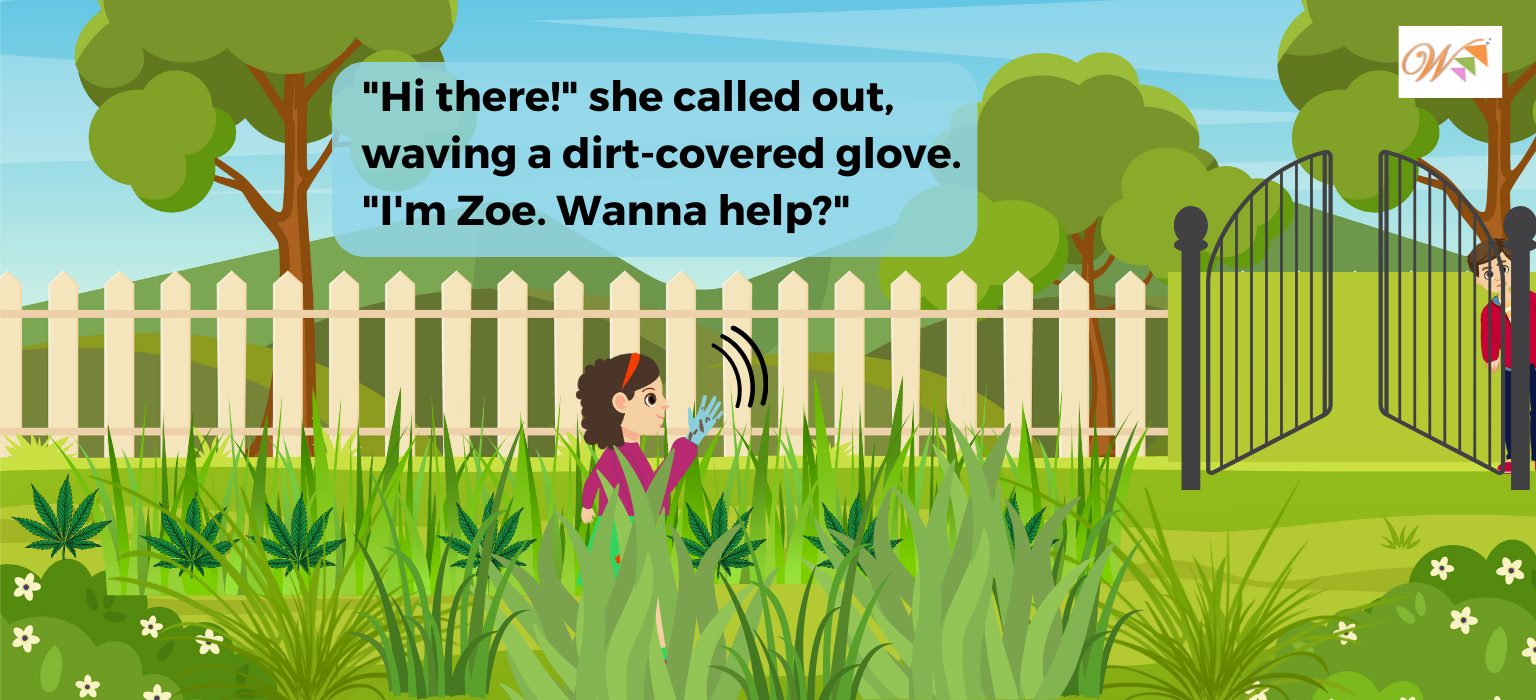 "Hi there!" she called out,
waving a dirt-covered glove.
"I'm Zoe. Wanna help?"
W